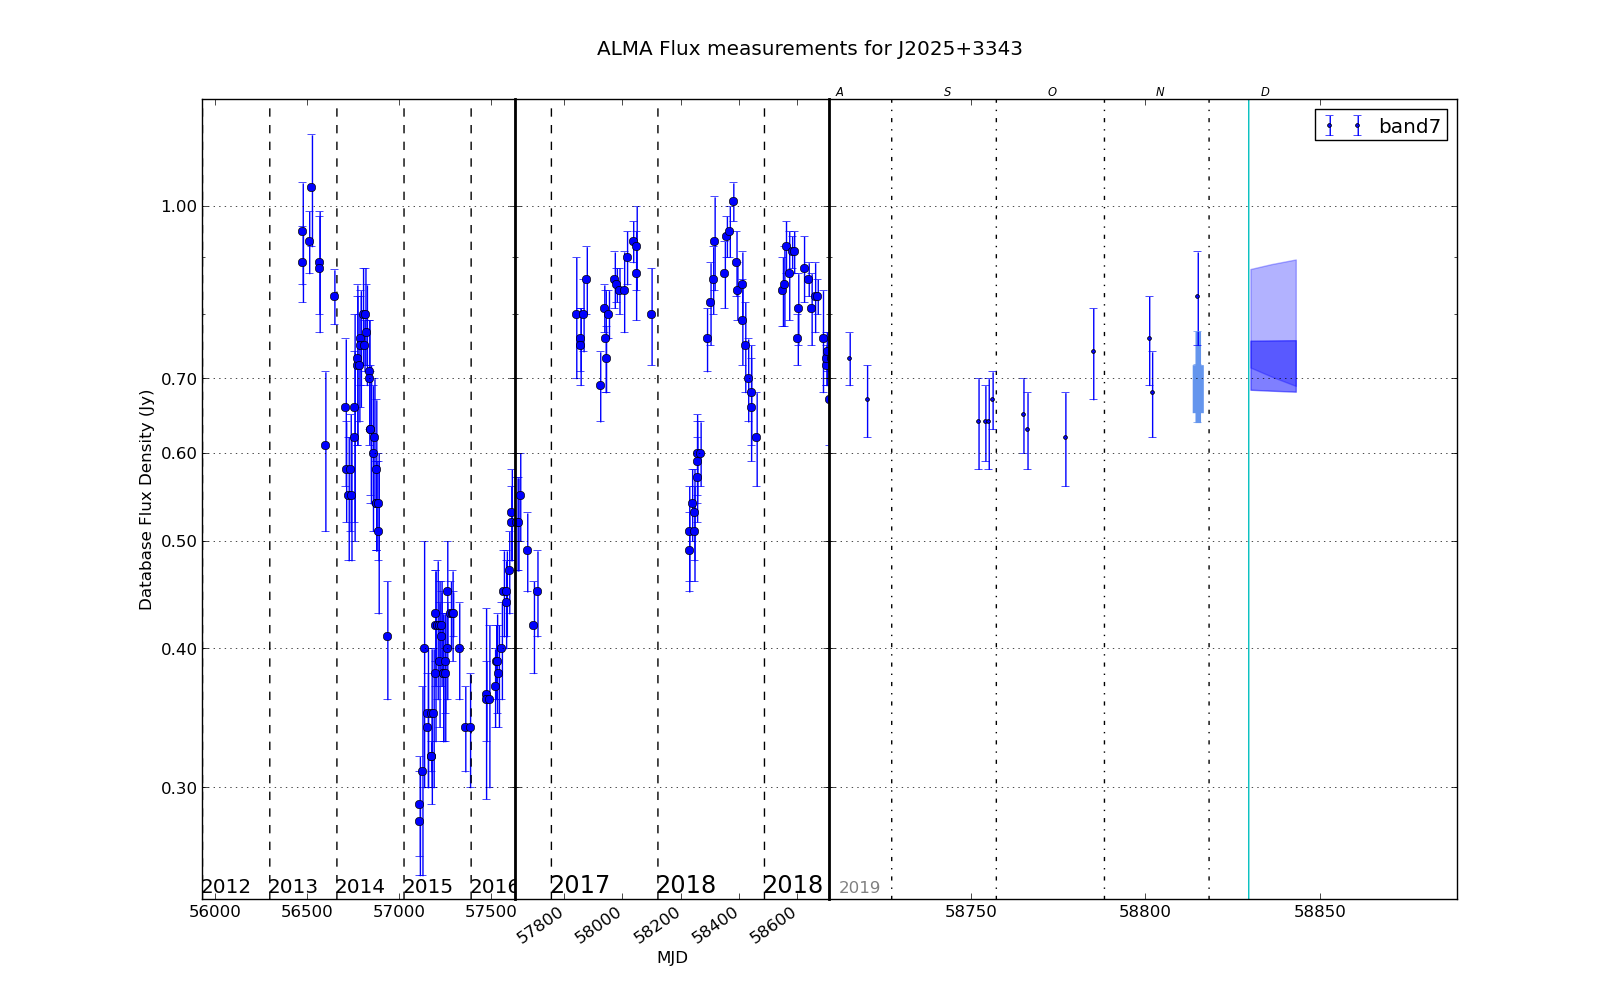 ALMA Flux measurements for J2025+3343
A S O N D
band7
1.00
0.70
0.60
0.50
0.40
0.30
Database Flux Density (Jy)
2012 2013 2014 2015 2016 2017 2018 2018 2019
56000 56500 57000 57500 57800 58000 58200 58400 58600 58750 58800 58850
MJD